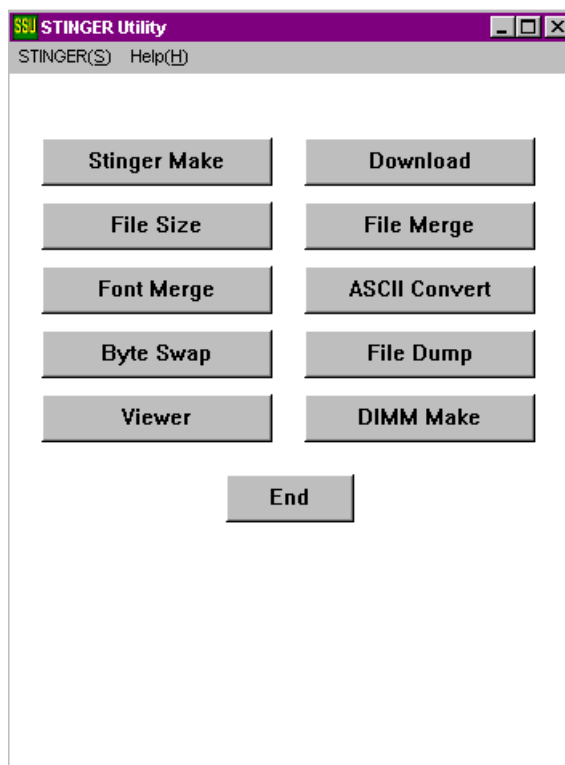 SSU STINGER Utility
STINGER(S) Help(H)
Stinger Make Download
File Size File Merge
Font Merge ASCII Convert
Byte Swap File Dump
Viewer DIMM Make
End